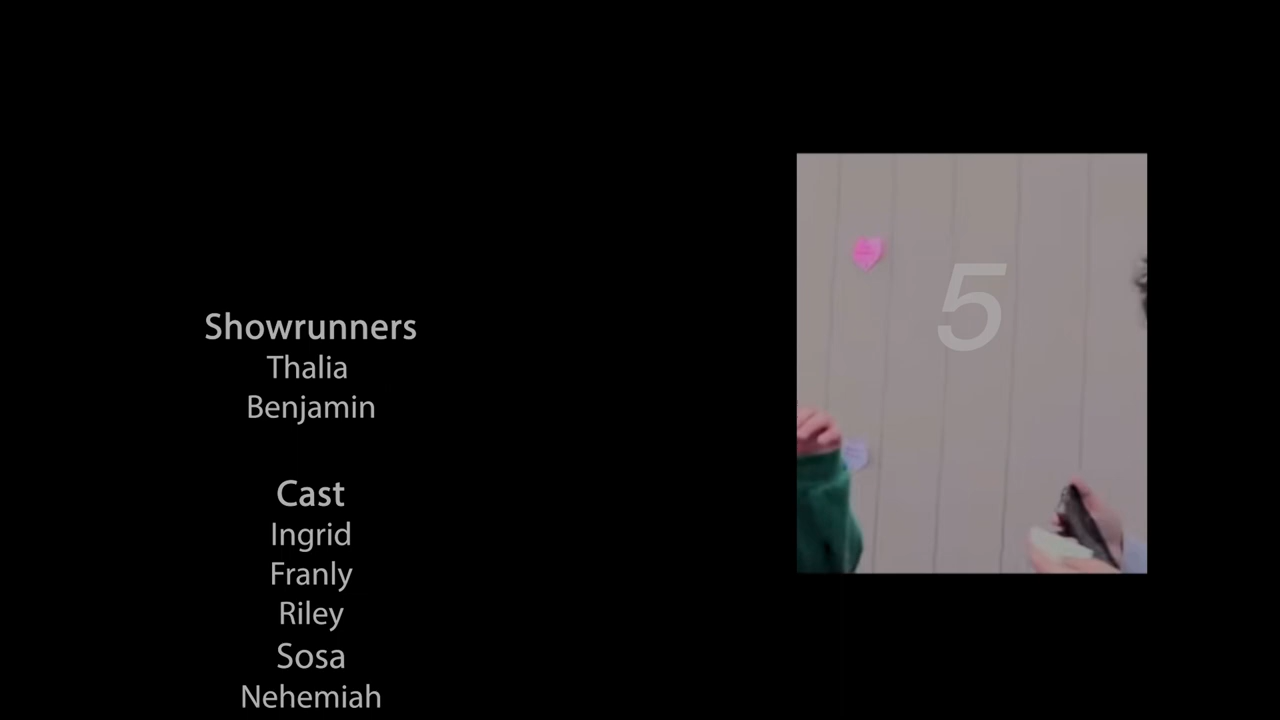 Showrunners
Thalia
Benjamin
Cast
Ingrid
Franly
Riley
Sosa
Nehemiah
5